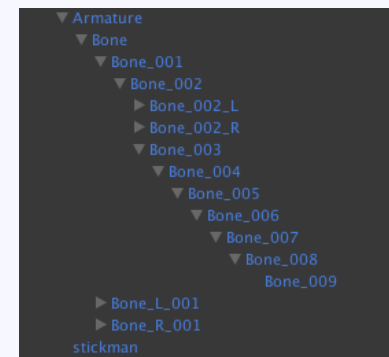 Armature
Bone
Bone_001
Bone_002
Bone_002_L
Bone_002_R
Bone_003
Bone_004
Bone_005
Bone_006
Bone_007
Bone_008
Bone_009
Bone_L_001
Bone_R_001
stickman